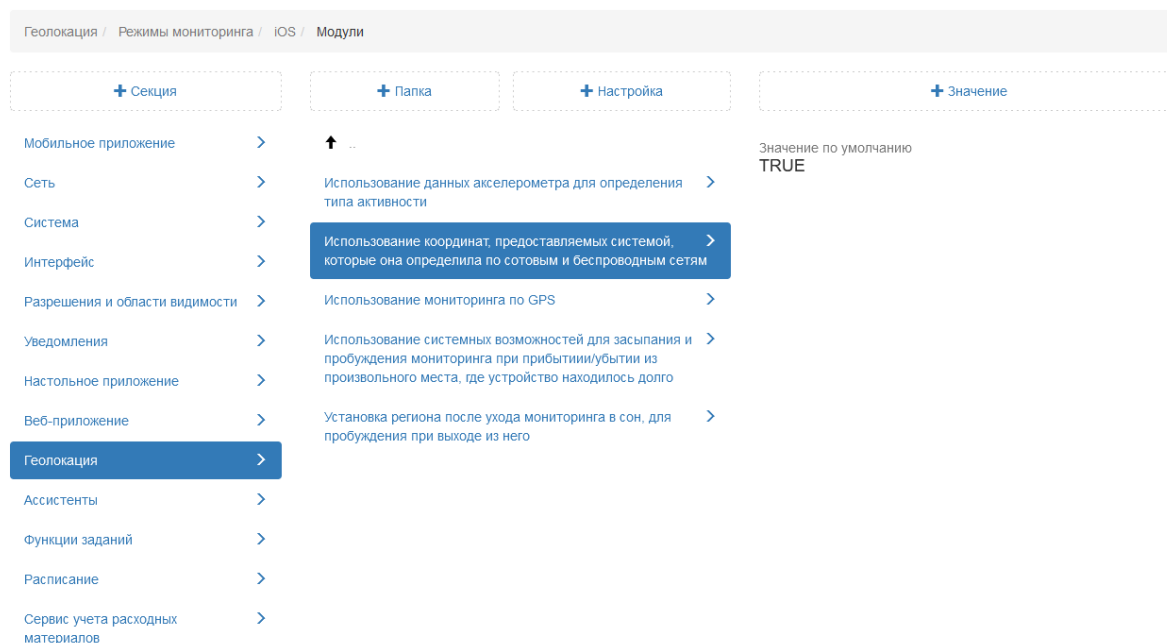 Геолокация / Режимы мониторинга / iOS / Модули
+ Секция
+ Папка
+ Настройка
+ Значение
Мобильное приложение
Сеть
Система
Интерфейс
Разрешения и области видимости
Уведомления
Настольное приложение
Веб-приложение
Геолокация
Ассистенты
Функции заданий
Расписание
Сервис учета расходных
материалов
..
Использование данных акселерометра для определения
типа активности
Использование координат, предоставляемых системой,
которые она определила по сотовым и беспроводным сетям
Использование мониторинга по GPS
Использование системных возможностей для засыпания и
пробуждения мониторинга при прибытиии/убытии из
произвольного места, где устройство находилось долго
Установка региона после ухода мониторинга в сон, для
пробуждения при выходе из него
Значение по умолчанию
TRUE